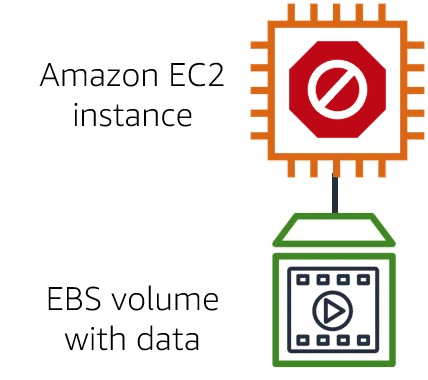 Amazon EC2
instance
EBS volume
with data